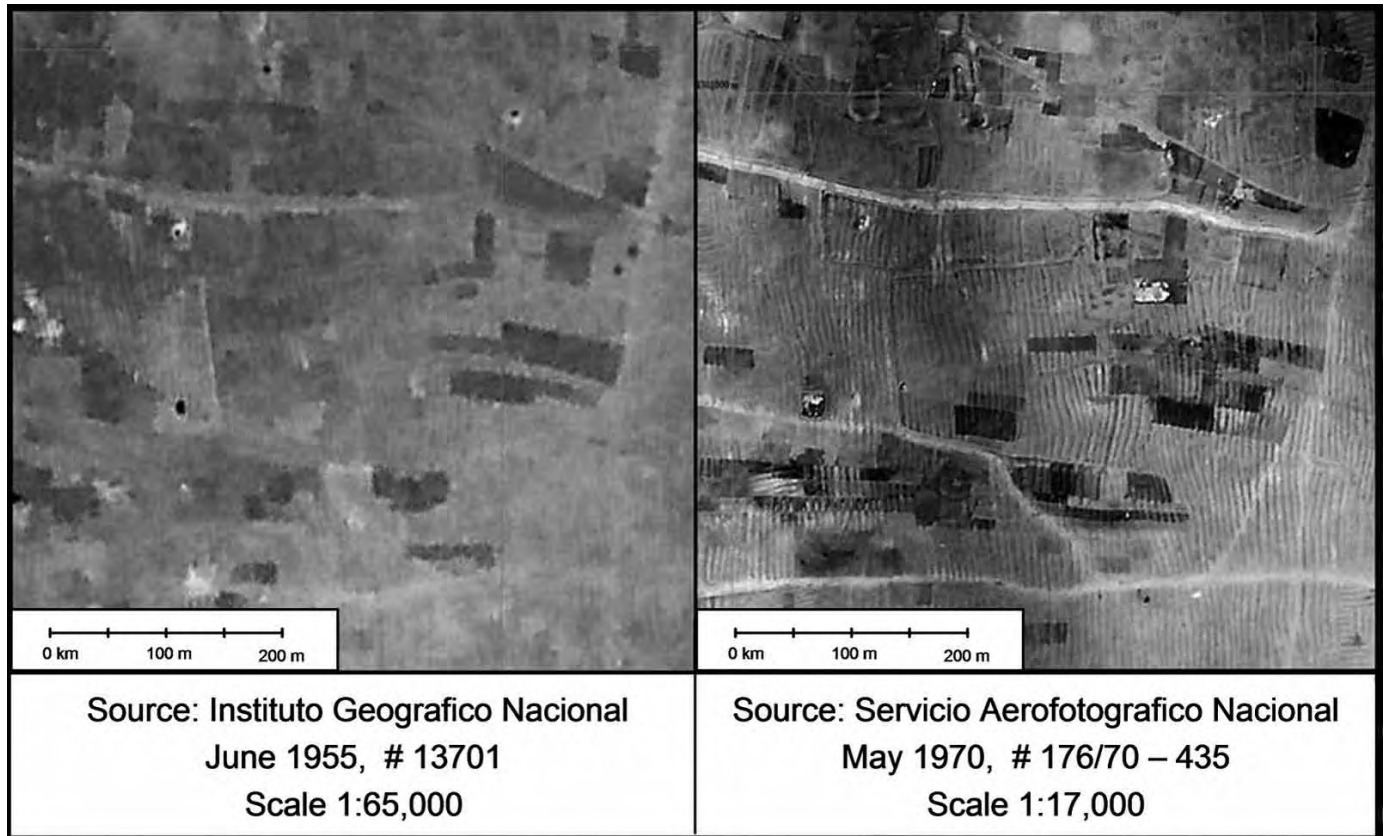 0 km 100 m 200 m
0 km 100 m 200 m
Source: Instituto Geografico Nacional
June 1955, # 13701
Scale 1:65,000
Source: Servicio Aerofotografico Nacional
May 1970, # 176/70 – 435
Scale 1:17,000